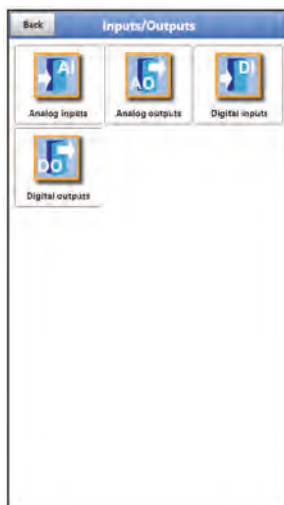 Back
Inputs/Outputs
AI
AO
DI
Analog inputs
Analog outputs
Digital inputs
DO
Digital outputs